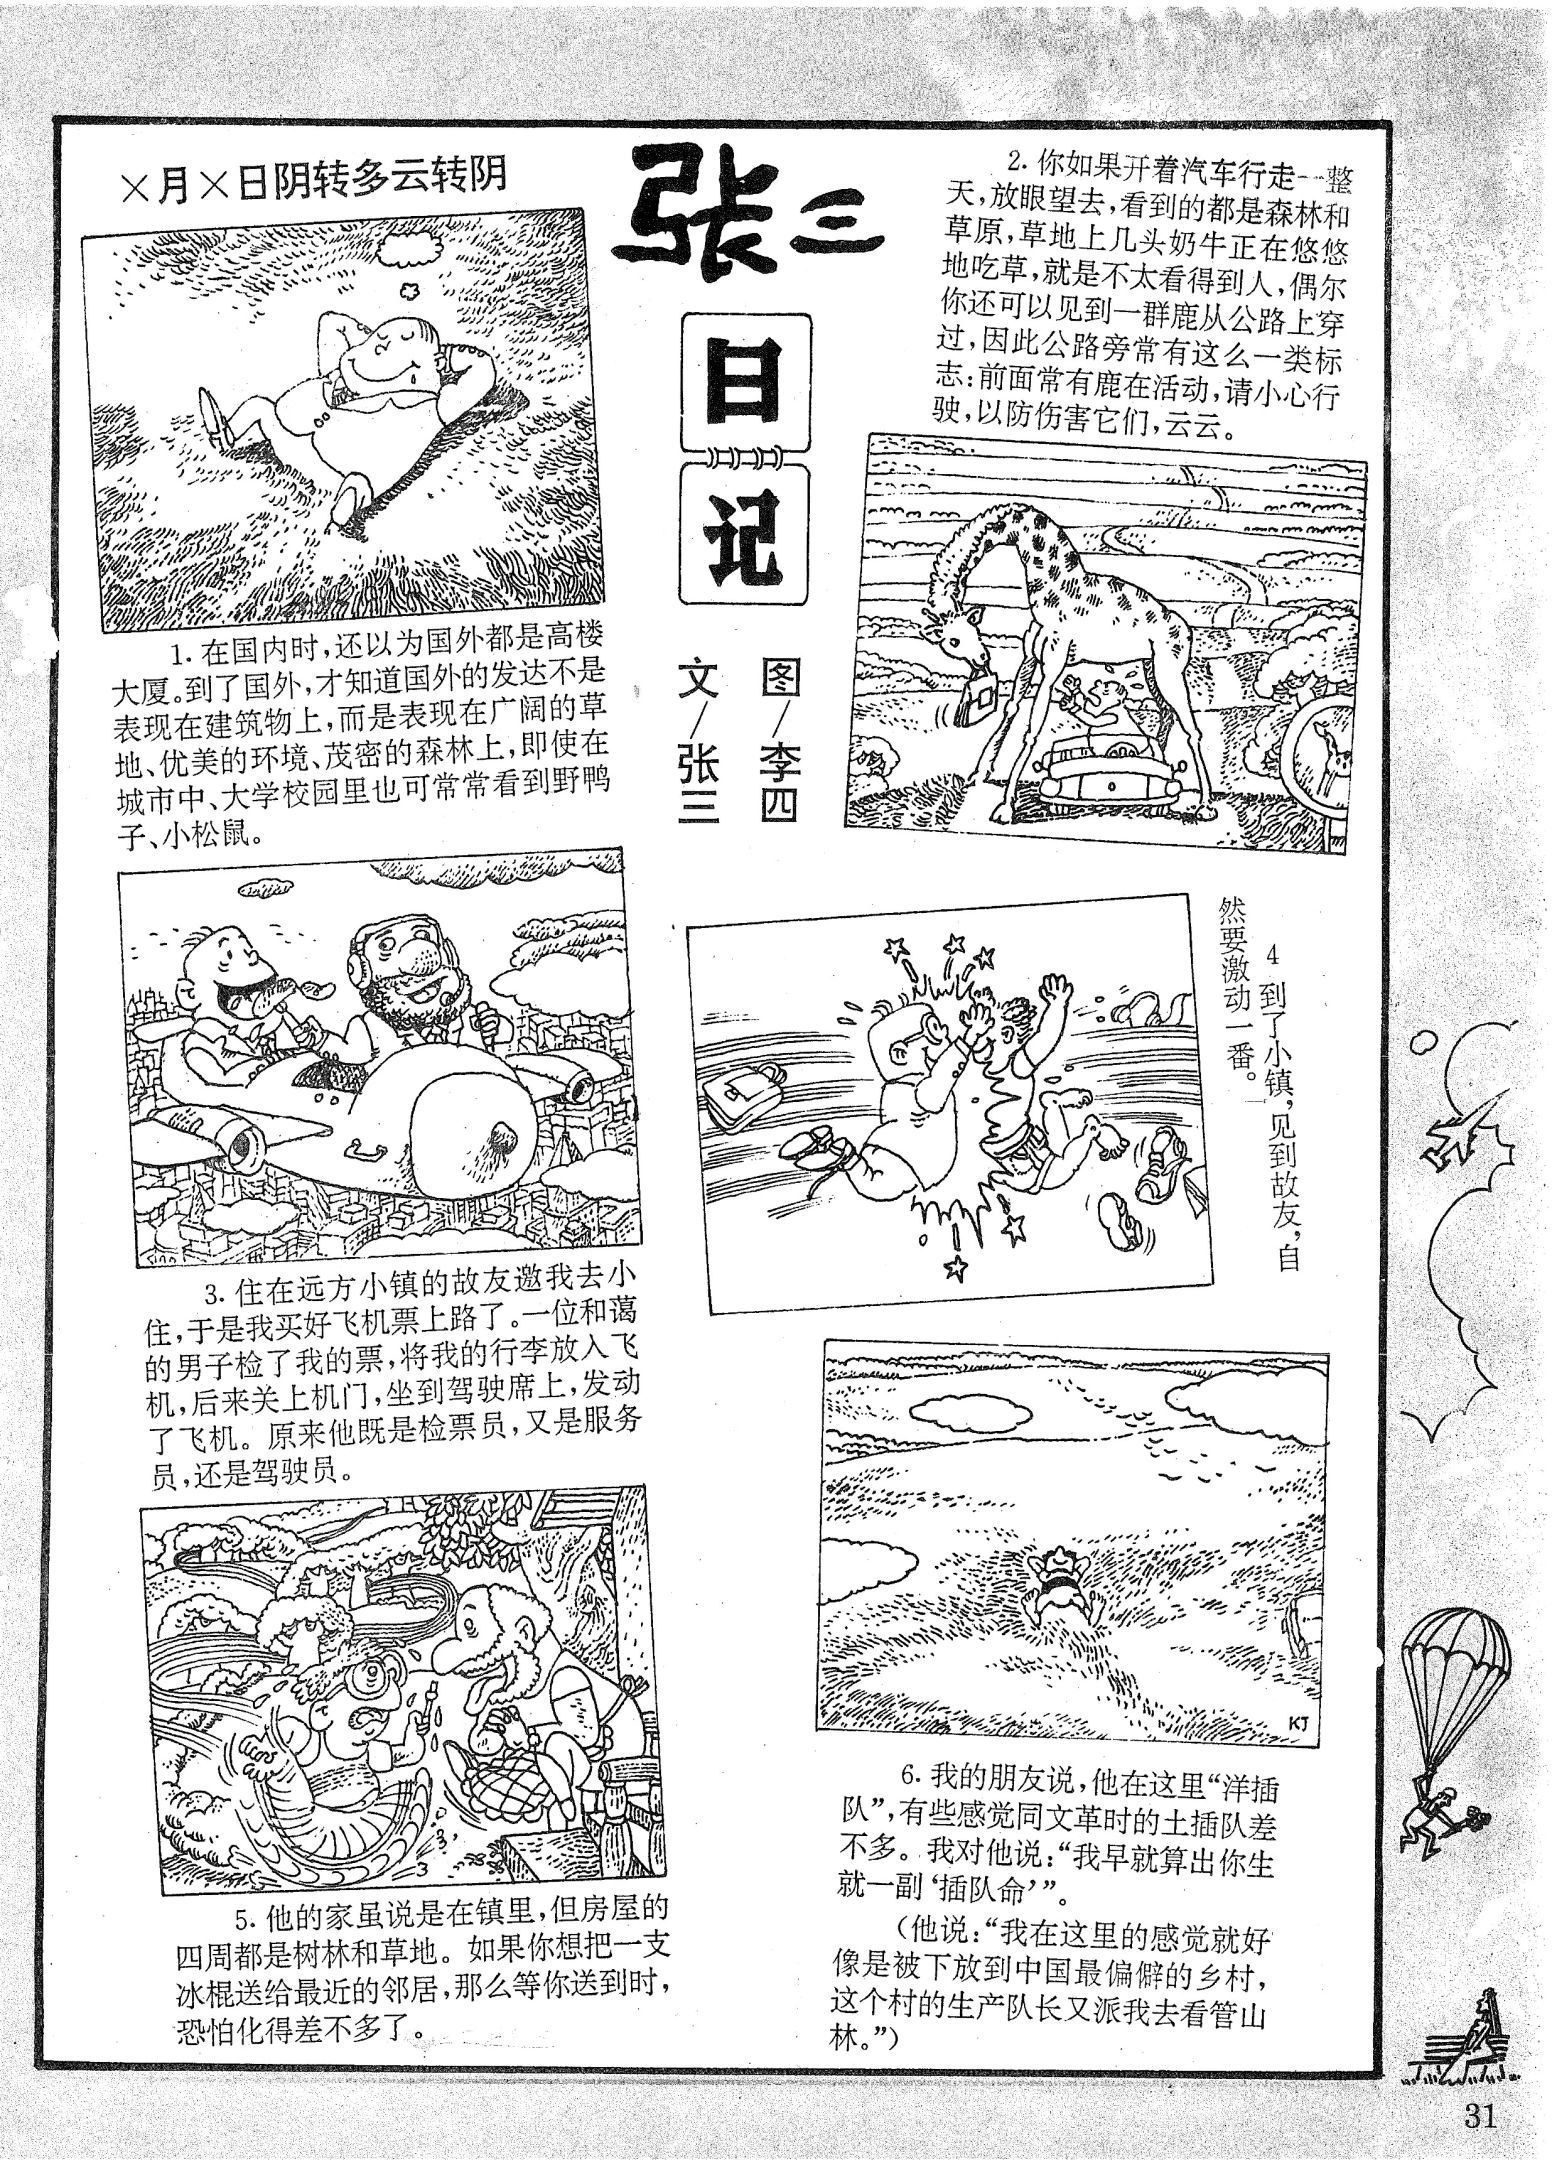 ×月×日阴转多云转阴
张三
日
记
文/张三
图/李四
1. 在国内时,还以为国外都是高楼
大厦。到了国外,才知道国外的发达不是
表现在建筑物上,而是表现在广阔的草
地、优美的环境、茂密的森林上,即使在
城市中、大学校园里也可常常看到野鸭
子、小松鼠。
2. 你如果开着汽车行走一整
天,放眼望去,看到的都是森林和
草原,草地上几头奶牛正在悠悠
地吃草,就是不太看得到人,偶尔
你还可以见到一群鹿从公路上穿
过,因此公路旁常有这么一类标
志:前面常有鹿在活动,请小心行
驶,以防伤害它们,云云。
3. 住在远方小镇的故友邀我去小
住,于是我买好飞机票上路了。一位和蔼
的男子检了我的票,将我的行李放入飞
机,后来关上机门,坐到驾驶席上,发动
了飞机。原来他既是检票员,又是服务
员,还是驾驶员。
4 到了小镇,见到故友,自
然要激动一番。
5. 他的家虽说是在镇里,但房屋的
四周都是树林和草地。如果你想把一支
冰棍送给最近的邻居,那么等你送到时,
恐怕化得差不多了。
KJ
6. 我的朋友说,他在这里“洋插
队”,有些感觉同文革时的土插队差
不多。我对他说:“我早就算出你生
就一副‘插队命’”。
(他说:“我在这里的感觉就好
像是被下放到中国最偏僻的乡村,
这个村的生产队长又派我去看管山
林。”)
31